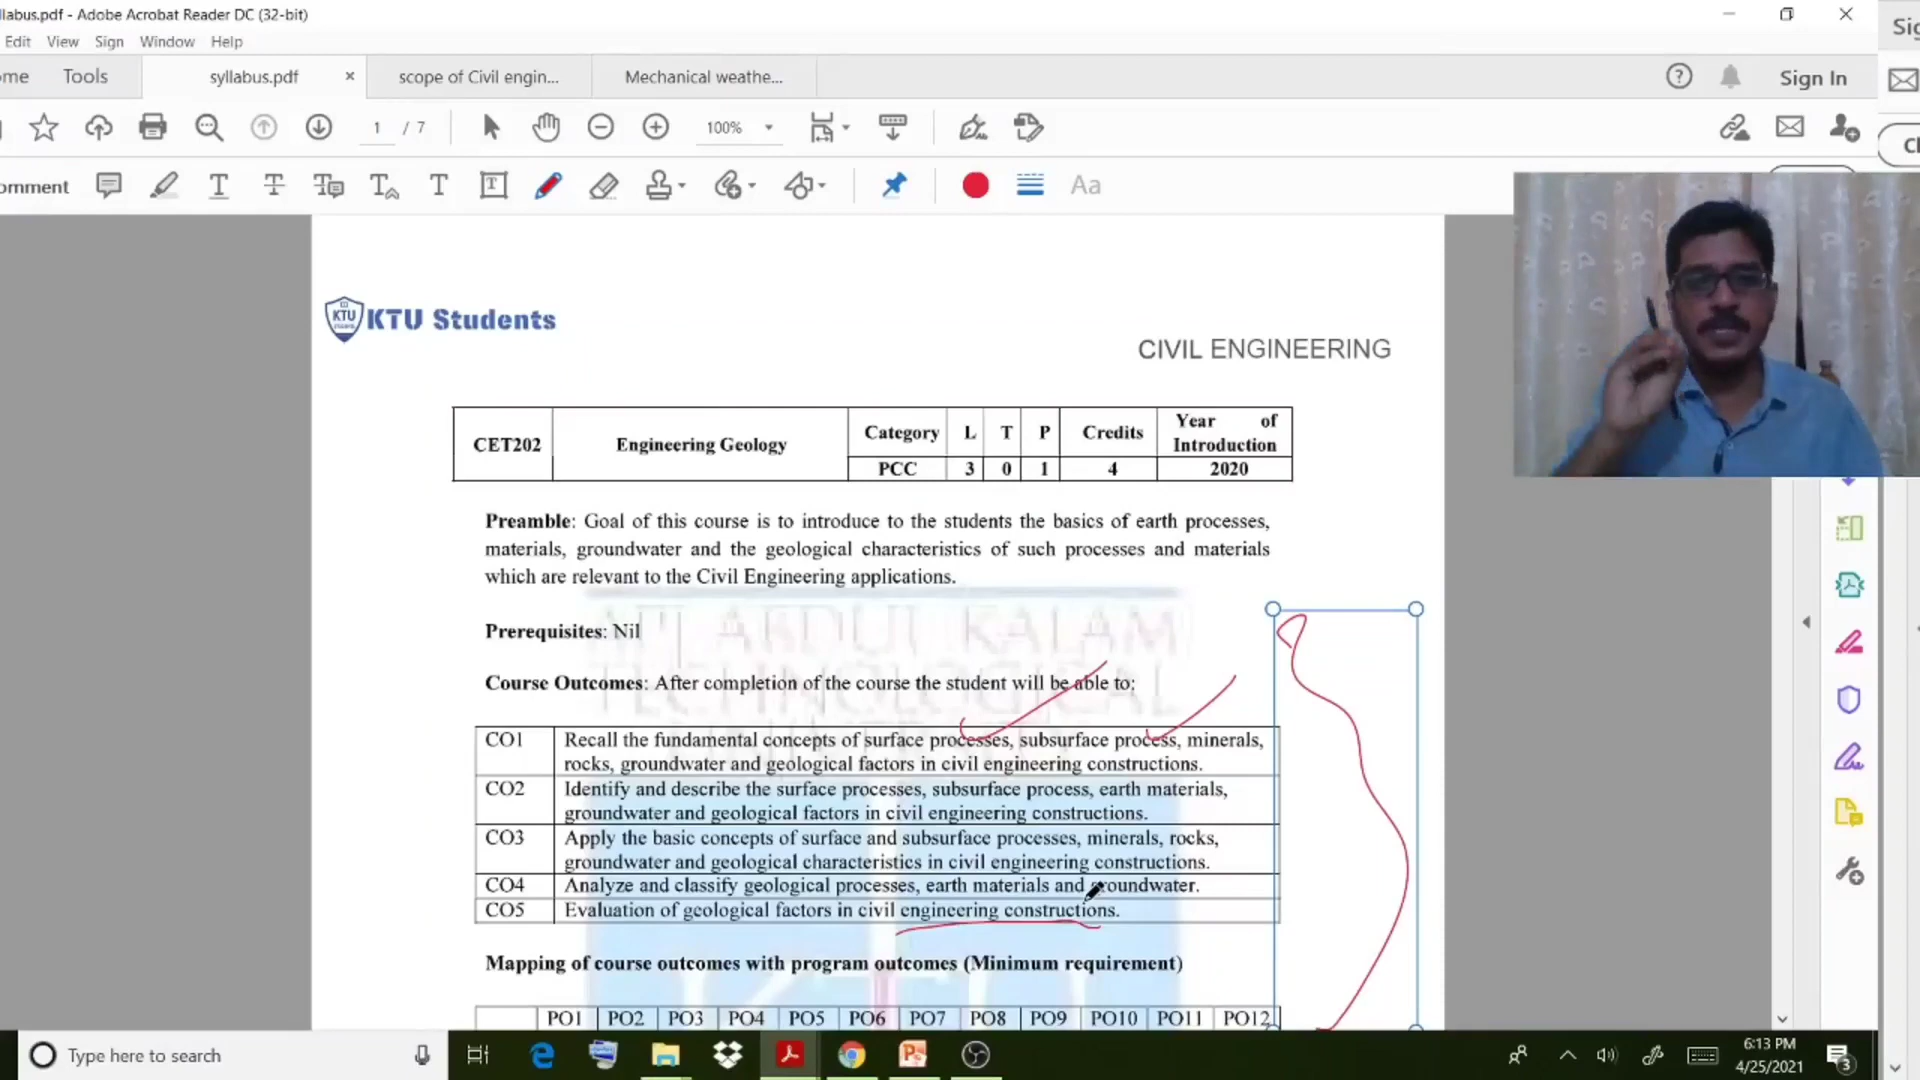 llabus.pdf - Adobe Acrobat Reader DC (32-bit)
Edit View Sign Window Help
ome Tools syllabus.pdf × scope of Civil engin... Mechanical weathe... Sign In
1 / 7 100%
omment Aa
KTU KTU Students
CIVIL ENGINEERING
CET202 Engineering Geology Category L T P Credits Year of Introduction
PCC 3 0 1 4 2020
Preamble: Goal of this course is to introduce to the students the basics of earth processes,
materials, groundwater and the geological characteristics of such processes and materials
which are relevant to the Civil Engineering applications.
Prerequisites: Nil
Course Outcomes: After completion of the course the student will be able to:
CO1 Recall the fundamental concepts of surface processes, subsurface process, minerals,
rocks, groundwater and geological factors in civil engineering constructions.
CO2 Identify and describe the surface processes, subsurface process, earth materials,
groundwater and geological factors in civil engineering constructions.
CO3 Apply the basic concepts of surface and subsurface processes, minerals, rocks,
groundwater and geological characteristics in civil engineering constructions.
CO4 Analyze and classify geological processes, earth materials and groundwater.
CO5 Evaluation of geological factors in civil engineering constructions.
Mapping of course outcomes with program outcomes (Minimum requirement)
PO1 PO2 PO3 PO4 PO5 PO6 PO7 PO8 PO9 PO10 PO11 PO12
ABDUL KALAM
TECHNOLOGICAL
Type here to search
6:13 PM
4/25/2021
3